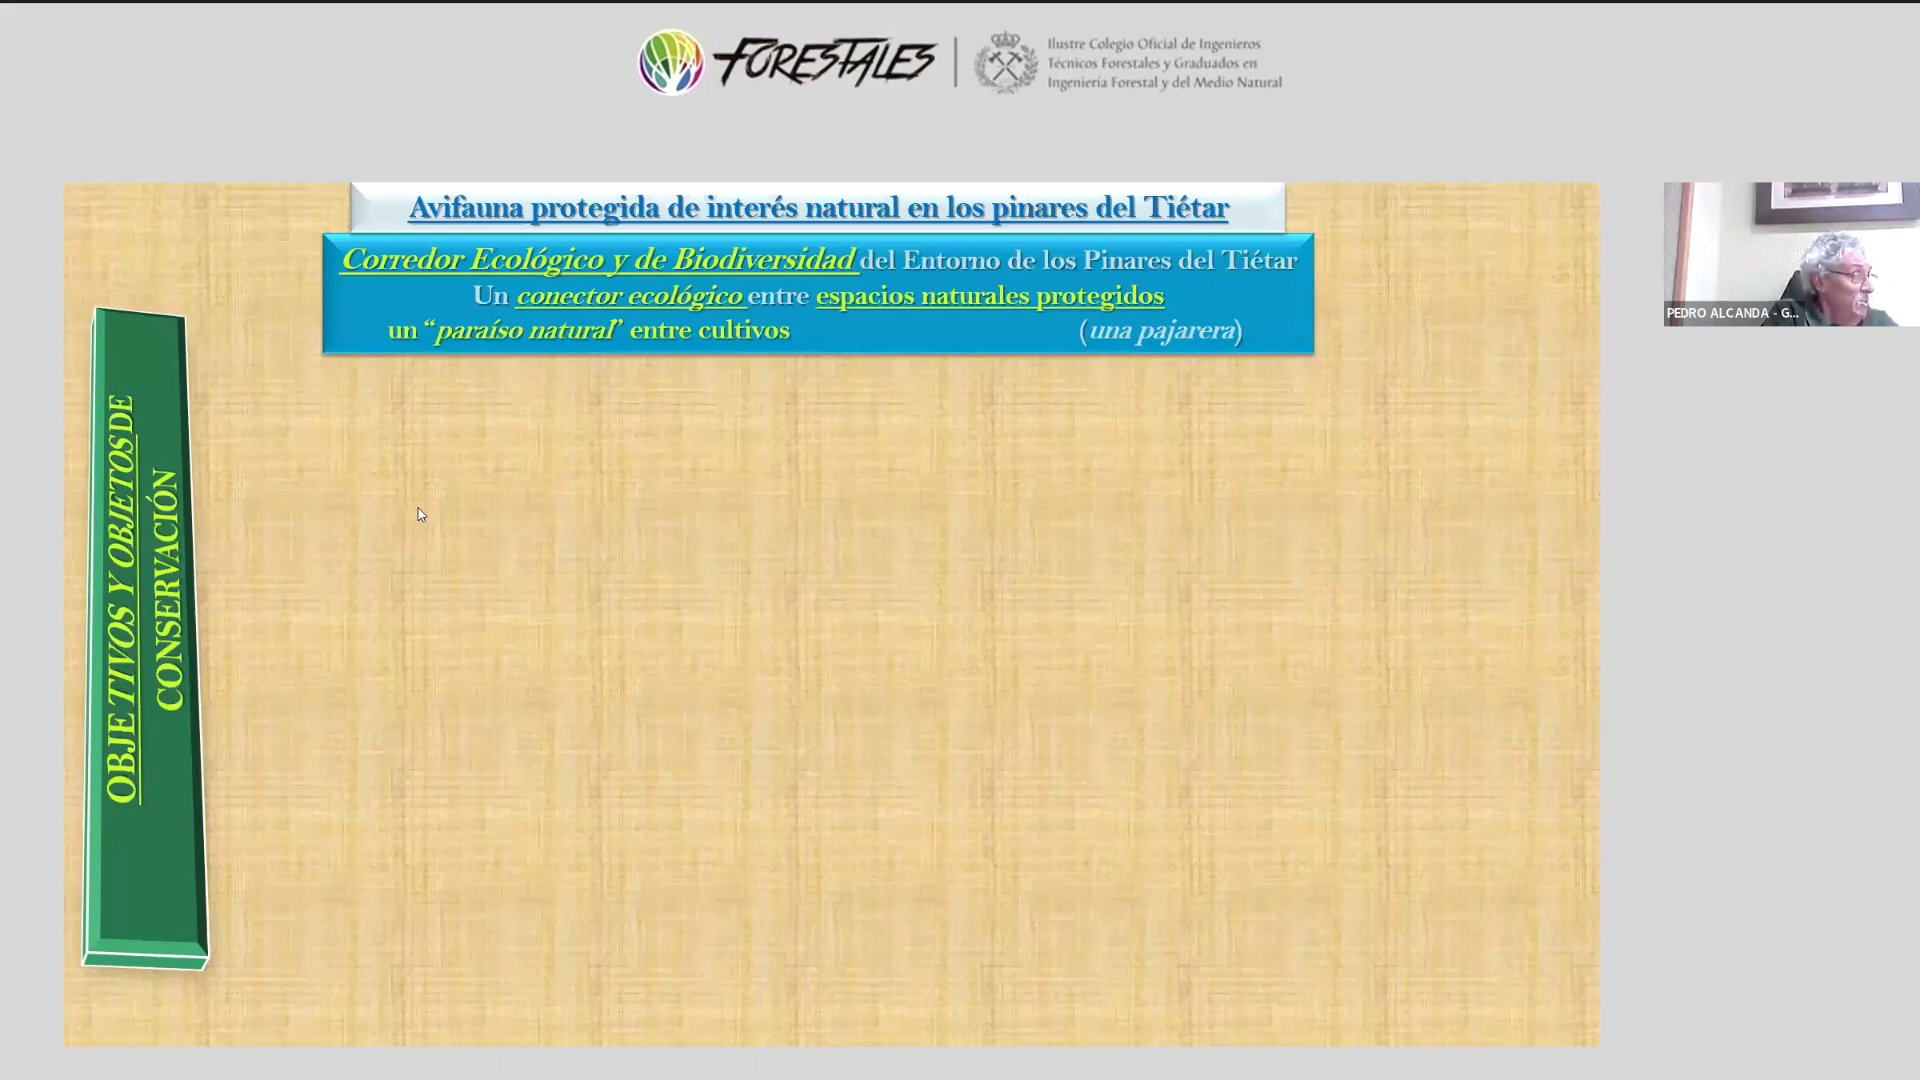 FORESTALES
Ilustre Colegio Oficial de Ingenieros
Técnicos Forestales y Graduados en
Ingeniería Forestal y del Medio Natural
Avifauna protegida de interés natural en los pinares del Tiétar
Corredor Ecológico y de Biodiversidad del Entorno de los Pinares del Tiétar
Un conector ecológico entre espacios naturales protegidos
un “paraíso natural” entre cultivos (una pajarera)
PEDRO ALCANDA - G...
OBJETIVOS Y OBJETOS DE
CONSERVACIÓN